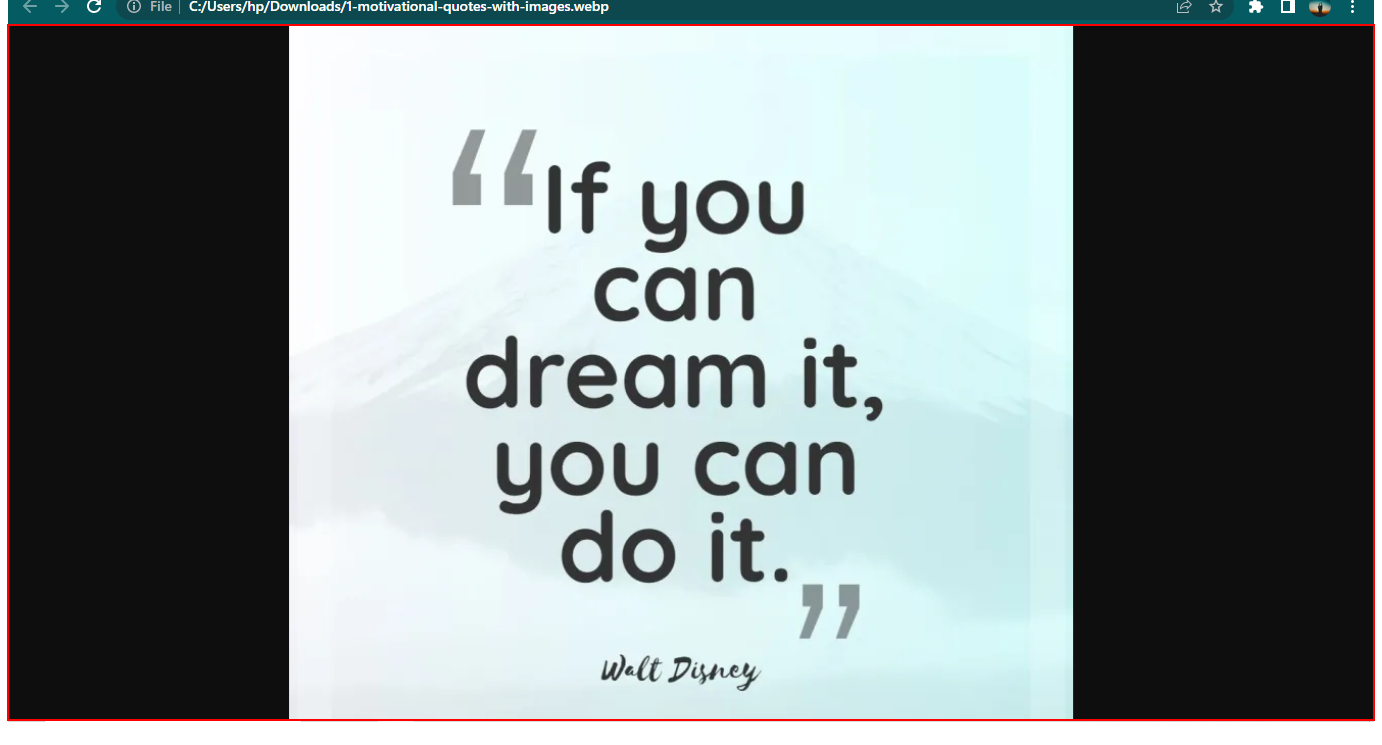 File C:/Users/hp/Downloads/1-motivational-quotes-with-images.webp
“If you
can
dream it,
you can
do it.”
Walt Disney